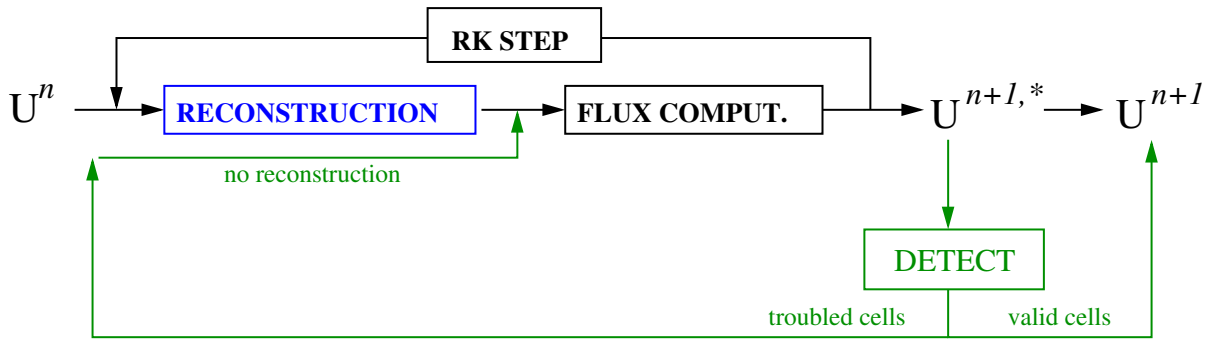 RK STEP
U^n
RECONSTRUCTION
FLUX COMPUT.
U^{n+1,*}
U^{n+1}
no reconstruction
DETECT
troubled cells
valid cells